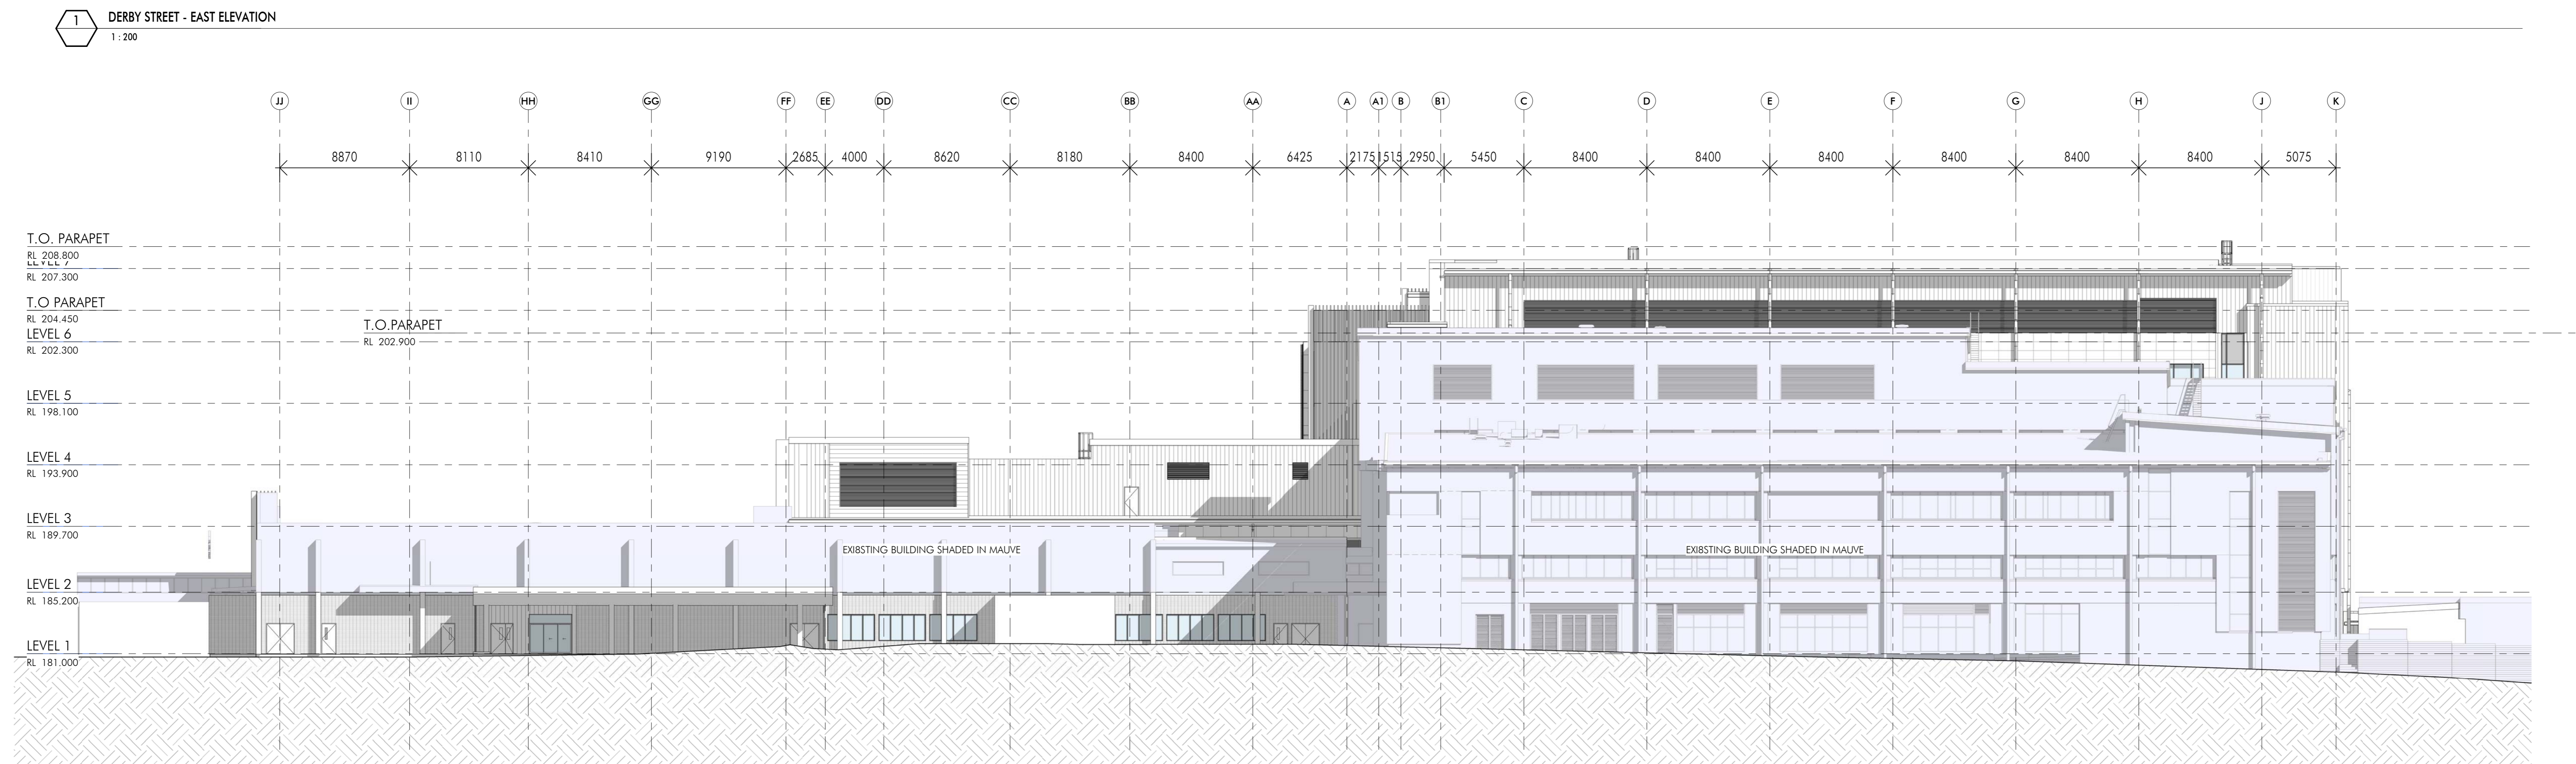 1 DERBY STREET - EAST ELEVATION
1 : 200
JJ II HH GG FF EE DD CC BB AA A A1 B B1 C D E F G H J K
8870 8110 8410 9190 2685 4000 8620 8180 8400 6425 2175 1515 2950 5450 8400 8400 8400 8400 8400 8400 5075
T.O. PARAPET
RL 208.800
LEVEL 7
RL 207.300
T.O PARAPET
RL 204.450
T.O.PARAPET
RL 202.900
LEVEL 6
RL 202.300
LEVEL 5
RL 198.100
LEVEL 4
RL 193.900
LEVEL 3
RL 189.700
EXI8STING BUILDING SHADED IN MAUVE
EXI8STING BUILDING SHADED IN MAUVE
LEVEL 2
RL 185.200
LEVEL 1
RL 181.000